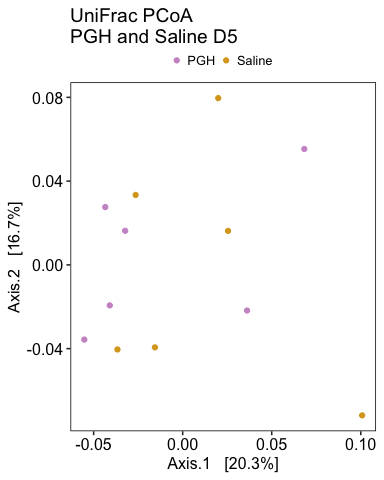 UniFrac PCoA
PGH and Saline D5
PGH Saline
0.08
0.04
0.00
-0.04
Axis.2 [16.7%]
-0.05 0.00 0.05 0.10
Axis.1 [20.3%]